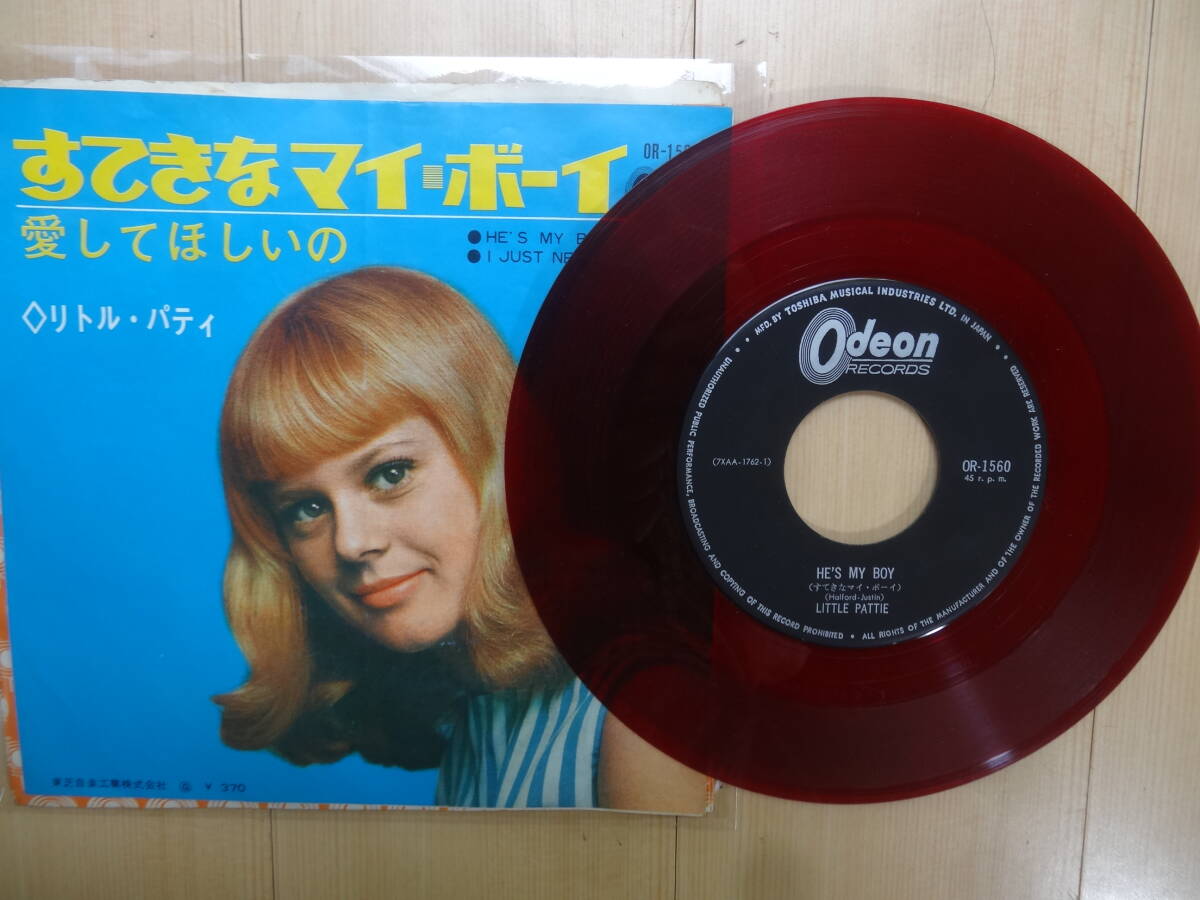 すてきなマイ・ボーイ
OR-15
愛してほしいの
●HE'S MY
●I JUST
◇リトル・パティ
東芝音楽工業株式会社 Ⓖ ¥370
MFD. BY TOSHIBA MUSICAL INDUSTRIES LTD. IN JAPAN
Odeon
RECORDS
(7XAA-1762-1)
OR-1560
45 r.p.m.
HE'S MY BOY
(すてきなマイ・ボーイ)
(Halford-Justin)
LITTLE PATTIE
UNAUTHORIZED PUBLIC PERFORMANCE, BROADCASTING AND COPYING OF THIS RECORD PROHIBITED • ALL RIGHTS OF THE MANUFACTURER AND OF THE OWNER OF THE RECORDED WORK ARE RESERVED